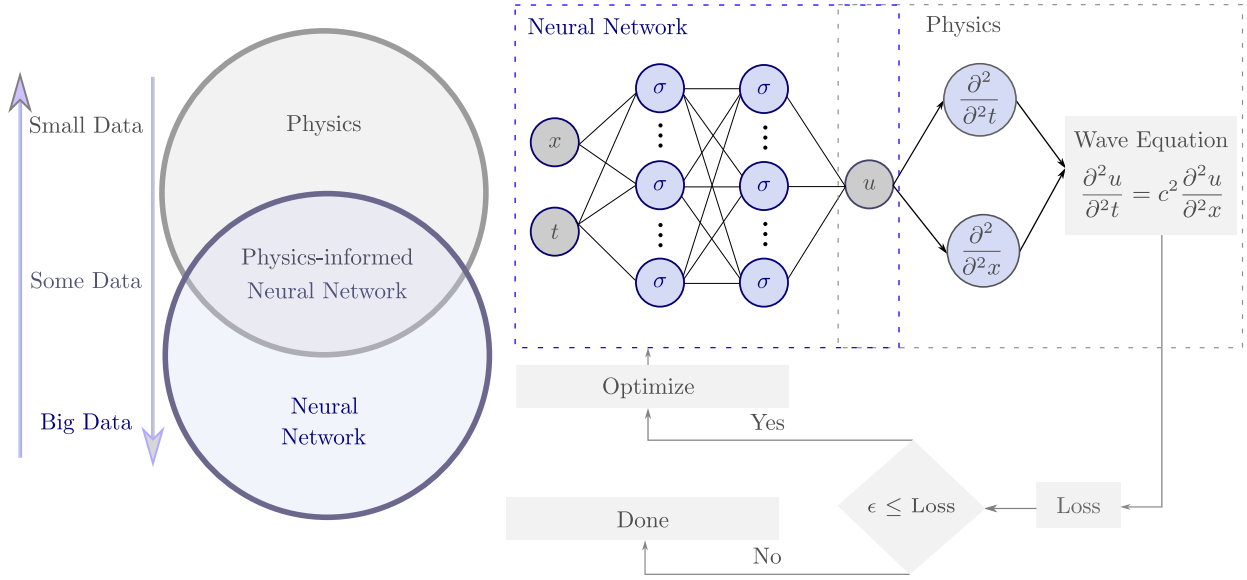 Small Data
Some Data
Big Data
Physics
Physics-informed
Neural Network
Neural
Network
Neural Network
x
t
σ
σ
σ
σ
σ
σ
u
Physics
∂²
∂²t
∂²
∂²x
Wave Equation
∂²u/∂²t = c² ∂²u/∂²x
Optimize
Yes
ϵ ≤ Loss
Loss
Done
No